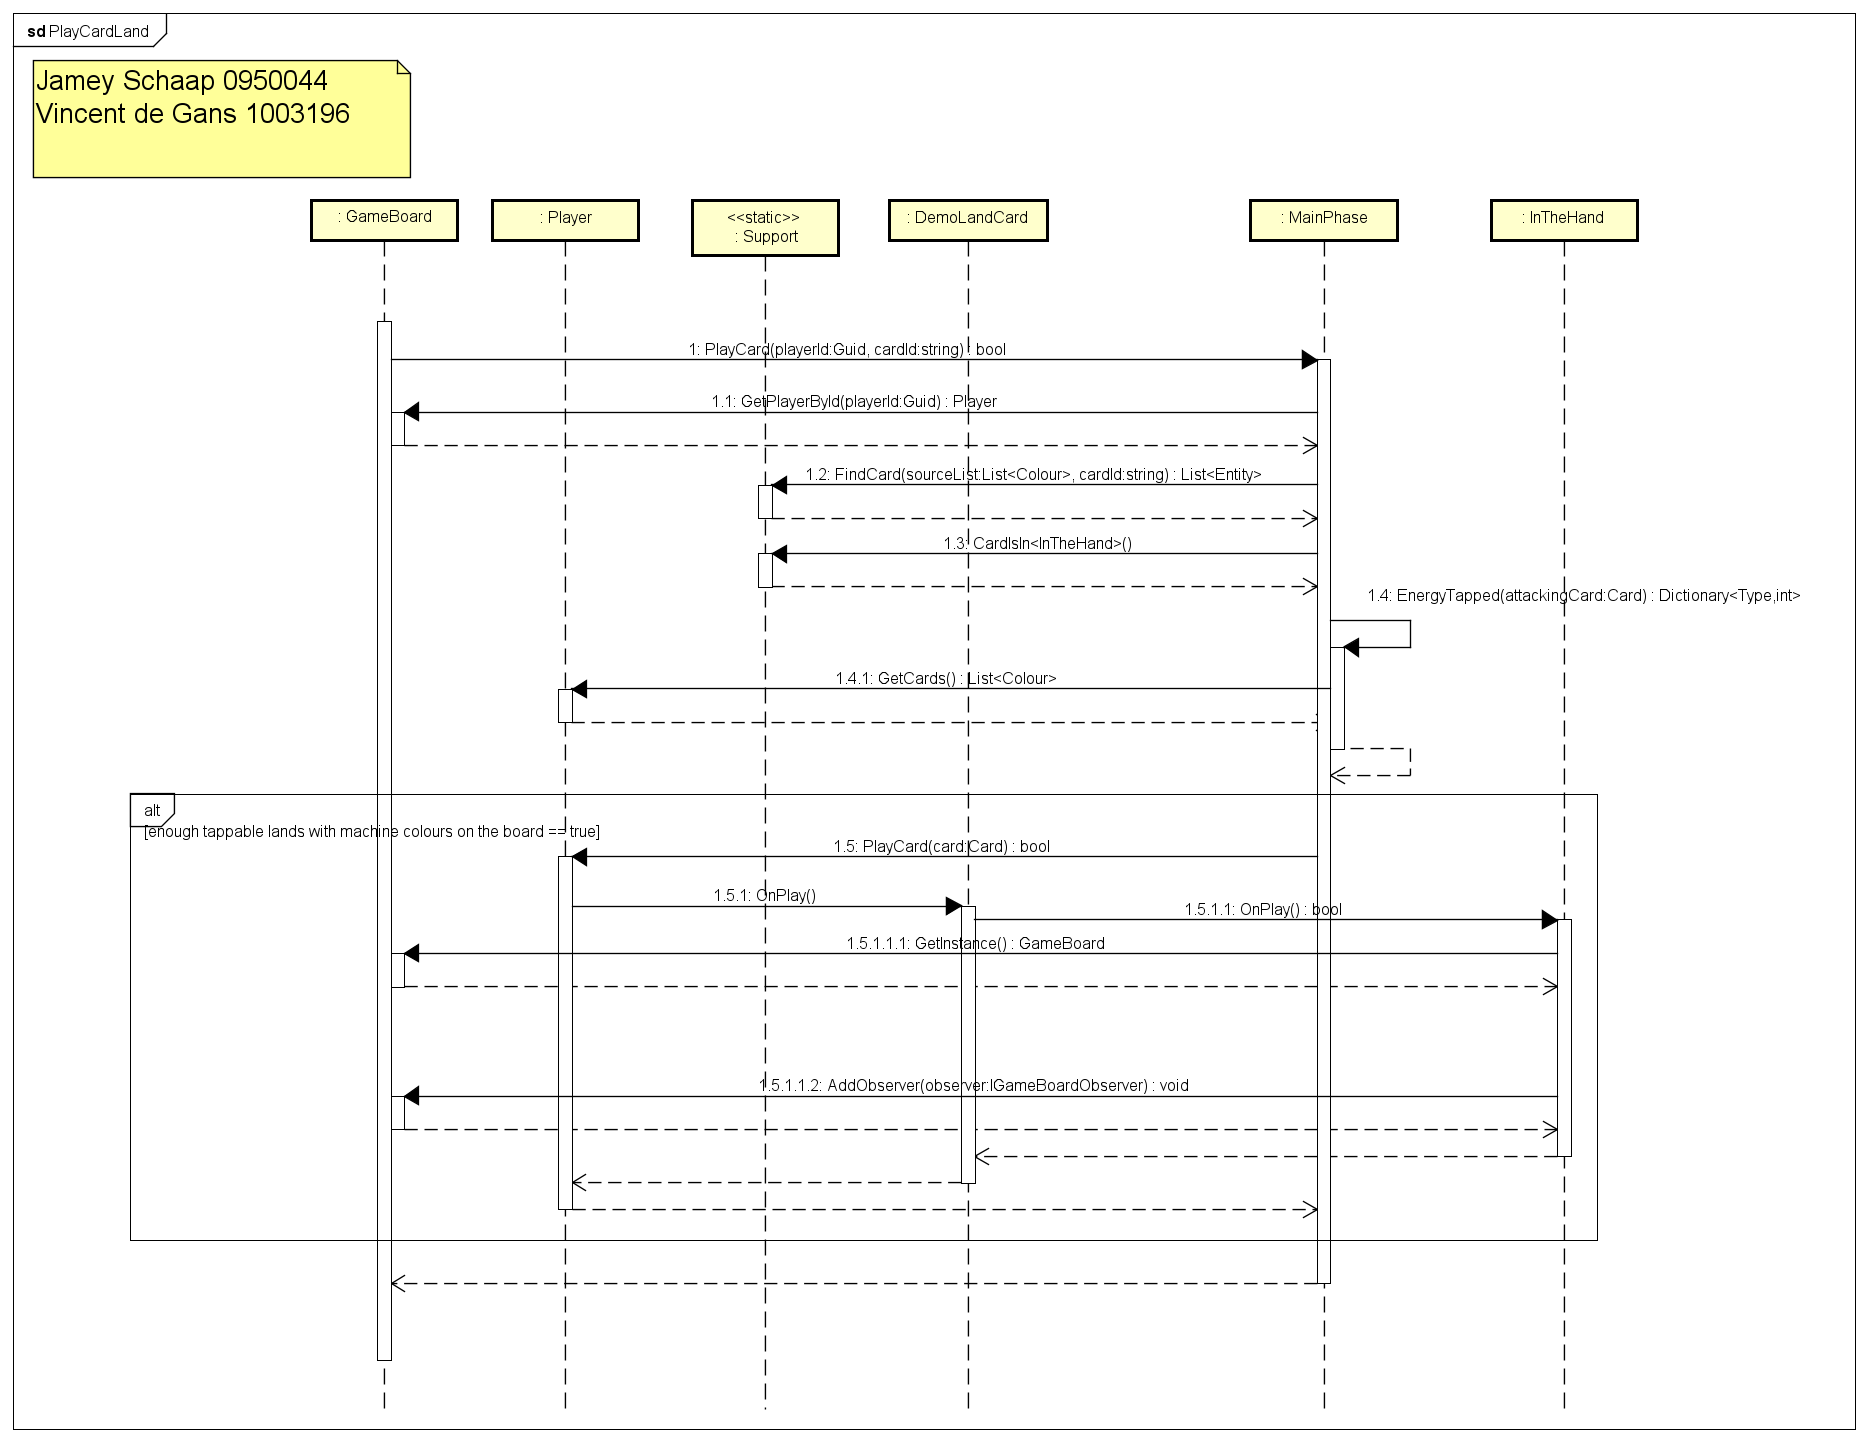 sd PlayCardLand
Jamey Schaap 0950044
Vincent de Gans 1003196
: GameBoard
: Player
<<static>>
: Support
: DemoLandCard
: MainPhase
: InTheHand
1: PlayCard(playerId:Guid, cardId:string) : bool
1.1: GetPlayerById(playerId:Guid) : Player
1.2: FindCard(sourceList:List<Colour>, cardId:string) : List<Entity>
1.3: CardIsIn<InTheHand>()
1.4: EnergyTapped(attackingCard:Card) : Dictionary<Type,int>
1.4.1: GetCards() : List<Colour>
alt
[enough tappable lands with machine colours on the board == true]
1.5: PlayCard(card:Card) : bool
1.5.1: OnPlay()
1.5.1.1: OnPlay() : bool
1.5.1.1.1: GetInstance() : GameBoard
1.5.1.1.2: AddObserver(observer:IGameBoardObserver) : void